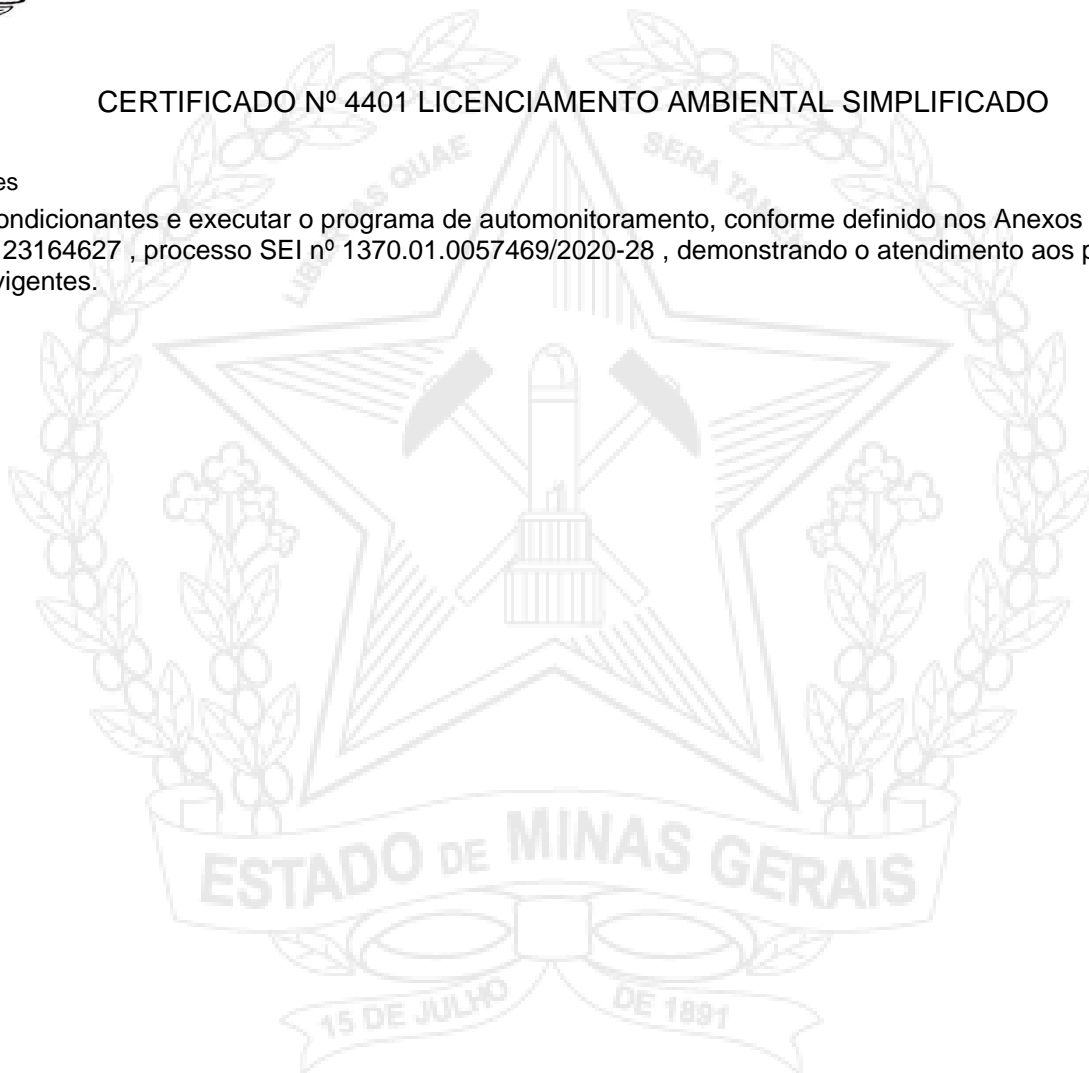 CERTIFICADO Nº 4401 LICENCIAMENTO AMBIENTAL SIMPLIFICADO
es
ondicionantes e executar o programa de automonitoramento, conforme definido nos Anexos
23164627 , processo SEI nº 1370.01.0057469/2020-28 , demonstrando o atendimento aos p
vigentes.
LIBERTAS QUAE SERA TAMEN
ESTADO DE MINAS GERAIS
15 DE JULHO DE 1891